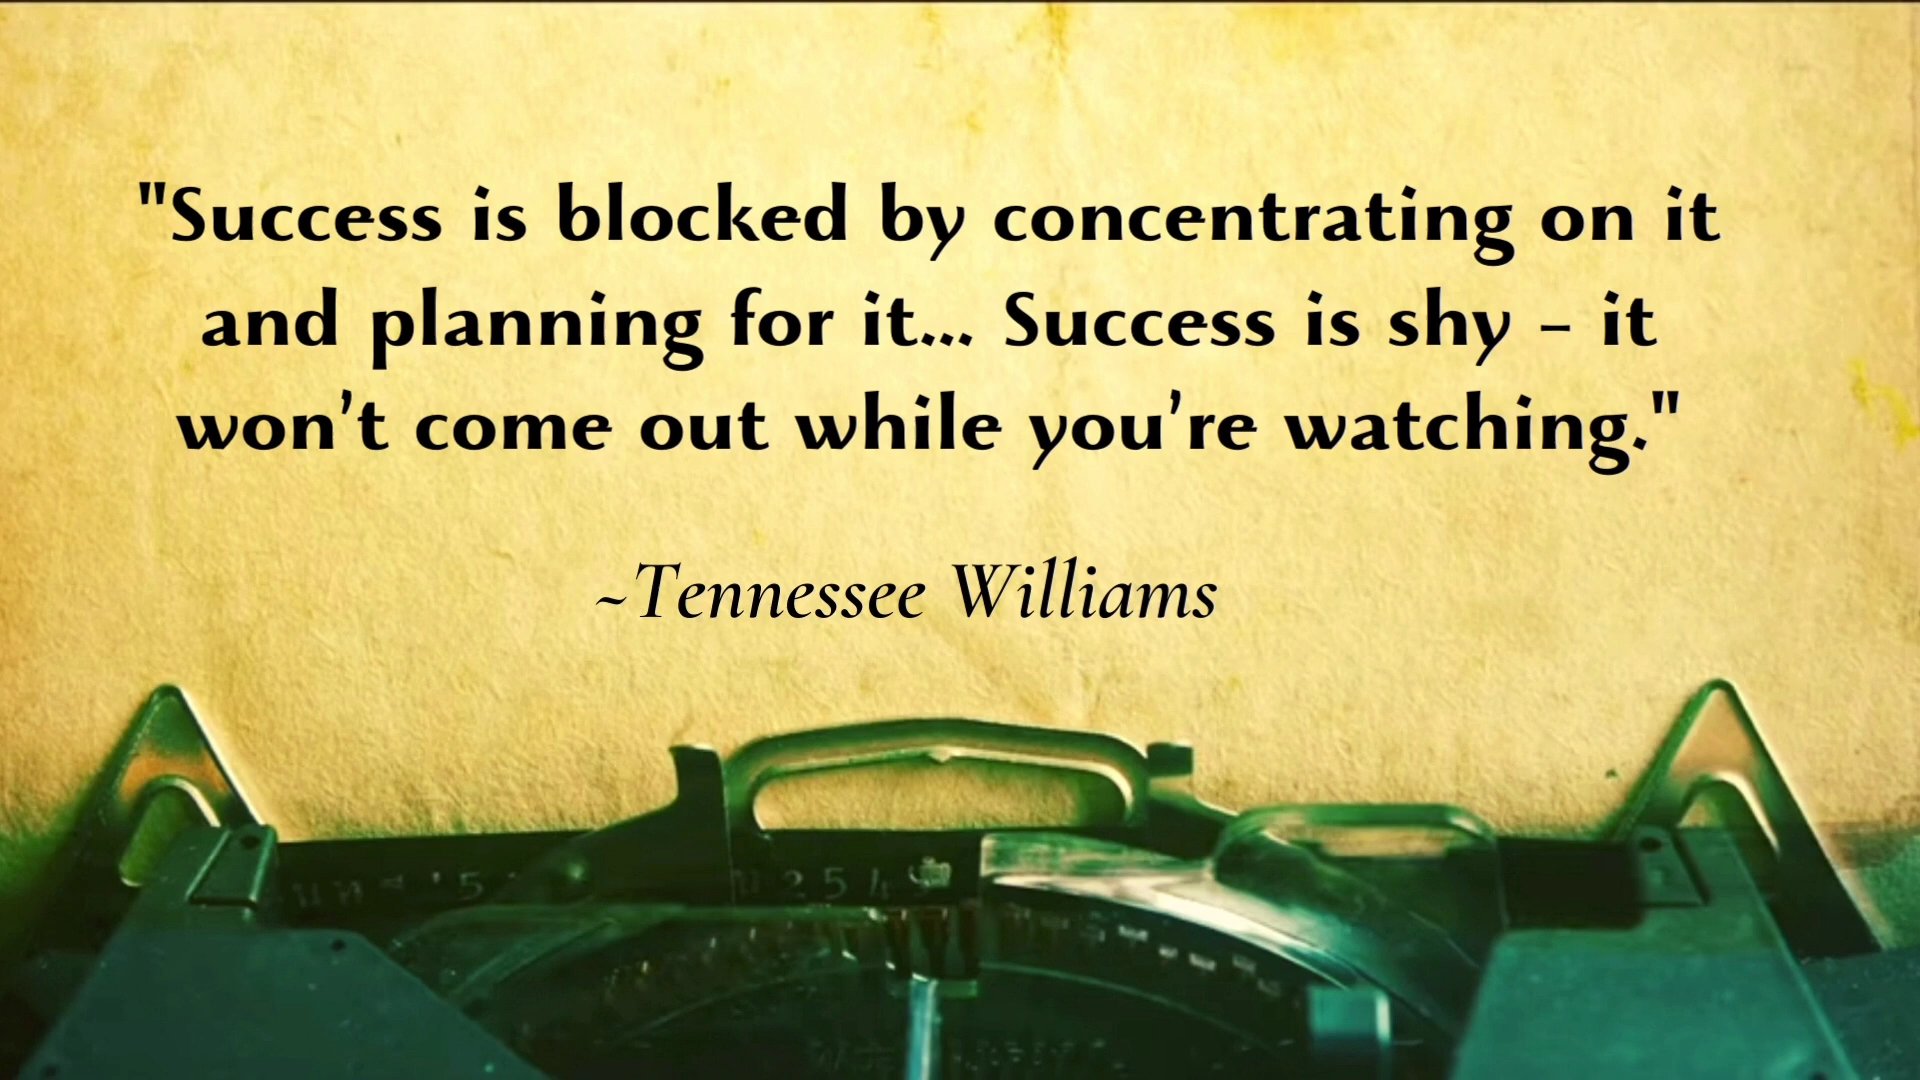 "Success is blocked by concentrating on it
and planning for it... Success is shy – it
won't come out while you're watching."
~Tennessee Williams
254